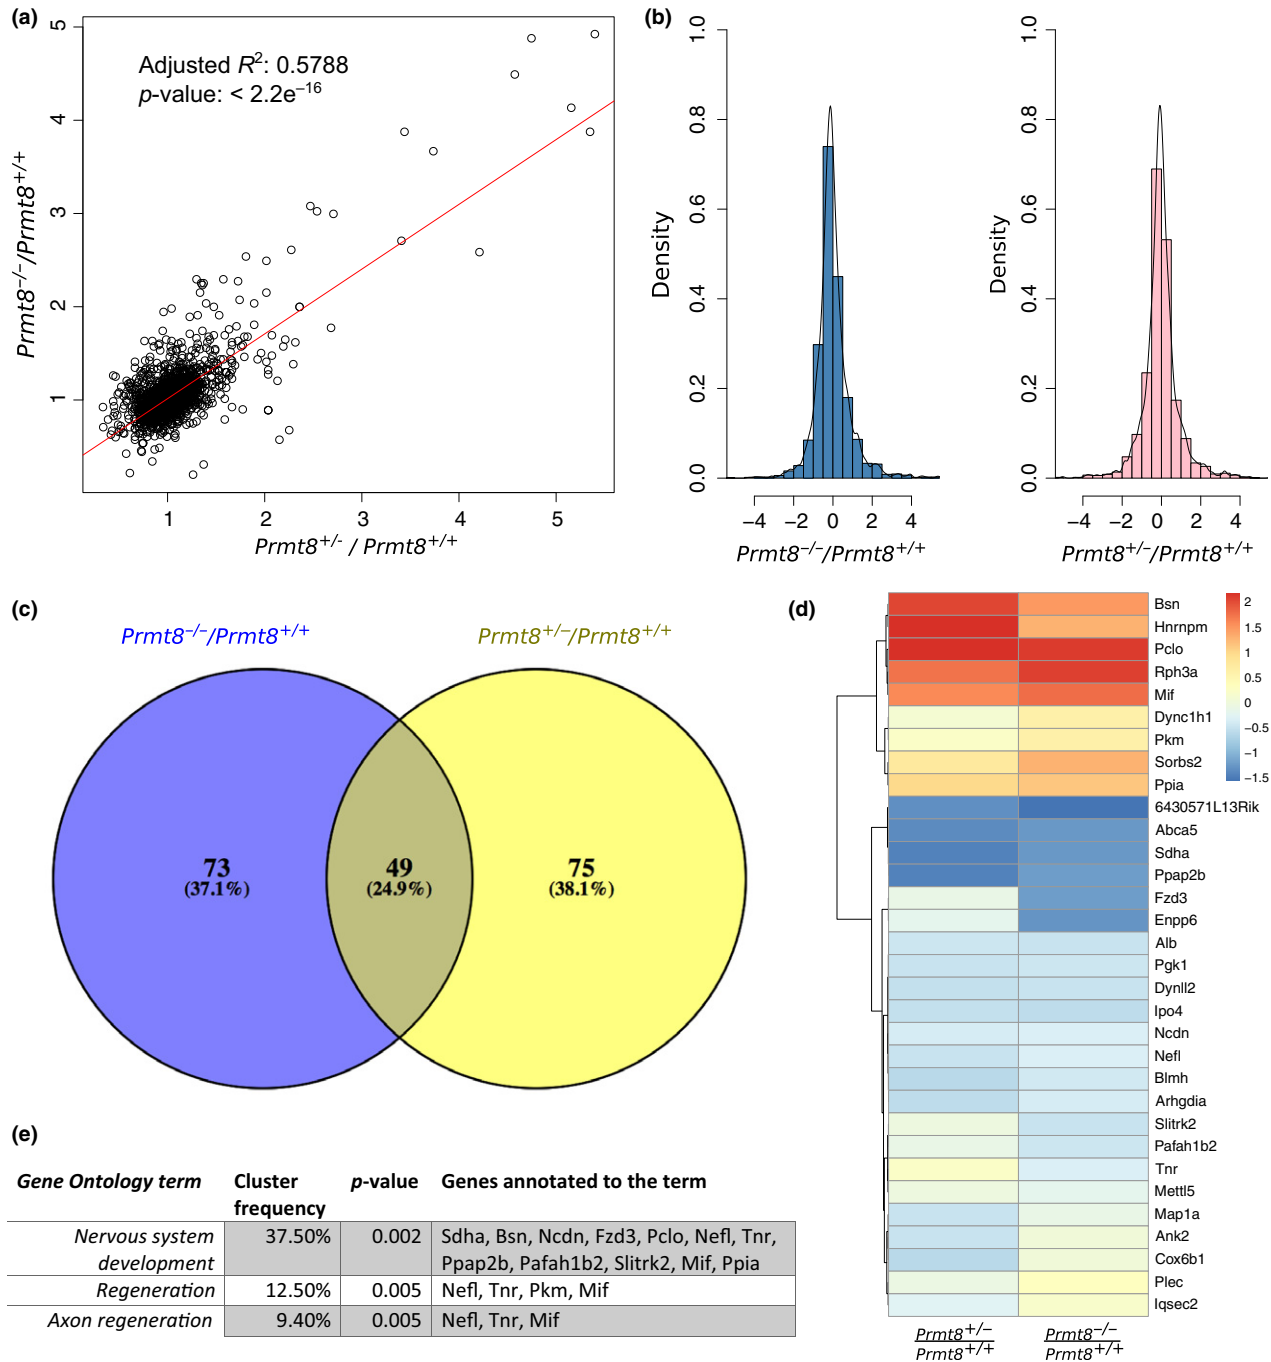 (a)
Adjusted R²: 0.5788
p-value: < 2.2e⁻¹⁶
Prmt8⁻/⁻/Prmt8⁺/⁺
5
4
3
2
1
1 2 3 4 5
Prmt8⁺/⁻ / Prmt8⁺/⁺
(b)
Density
1.0
0.8
0.6
0.4
0.2
0.0
−4 −2 0 2 4
Prmt8⁻/⁻/Prmt8⁺/⁺
Density
1.0
0.8
0.6
0.4
0.2
0.0
−4 −2 0 2 4
Prmt8⁺/⁻/Prmt8⁺/⁺
(c)
Prmt8⁻/⁻/Prmt8⁺/⁺
Prmt8⁺/⁻/Prmt8⁺/⁺
73
(37.1%)
49
(24.9%)
75
(38.1%)
(d)
Bsn
Hnrnpm
Pclo
Rph3a
Mif
Dync1h1
Pkm
Sorbs2
Ppia
6430571L13Rik
Abca5
Sdha
Ppap2b
Fzd3
Enpp6
Alb
Pgk1
Dynll2
Ipo4
Ncdn
Nefl
Blmh
Arhgdia
Slitrk2
Pafah1b2
Tnr
Mettl5
Map1a
Ank2
Cox6b1
Plec
Iqsec2
2
1.5
1
0.5
0
−0.5
−1
−1.5
Prmt8⁺/⁻ Prmt8⁻/⁻
Prmt8⁺/⁺ Prmt8⁺/⁺
(e)
Gene Ontology term Cluster p-value Genes annotated to the term
frequency
Nervous system 37.50% 0.002 Sdha, Bsn, Ncdn, Fzd3, Pclo, Nefl, Tnr,
development Ppap2b, Pafah1b2, Slitrk2, Mif, Ppia
Regeneration 12.50% 0.005 Nefl, Tnr, Pkm, Mif
Axon regeneration 9.40% 0.005 Nefl, Tnr, Mif